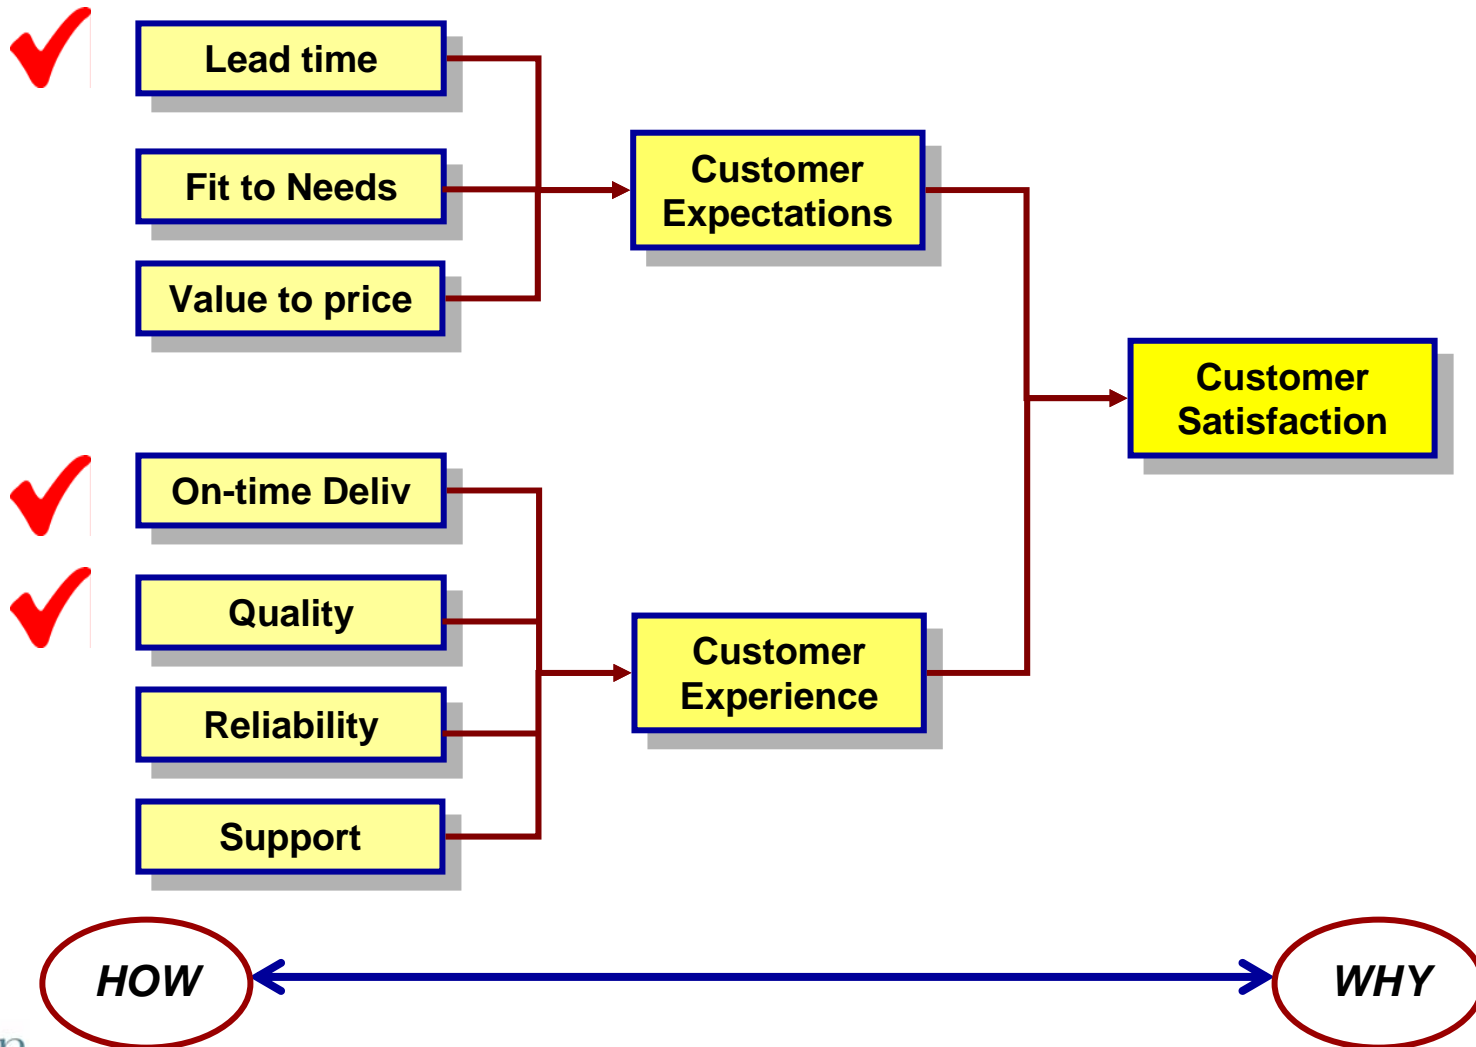 Lead time
Fit to Needs
Value to price
Customer
Expectations
Customer
Satisfaction
On-time Deliv
Quality
Reliability
Support
Customer
Experience
HOW
WHY